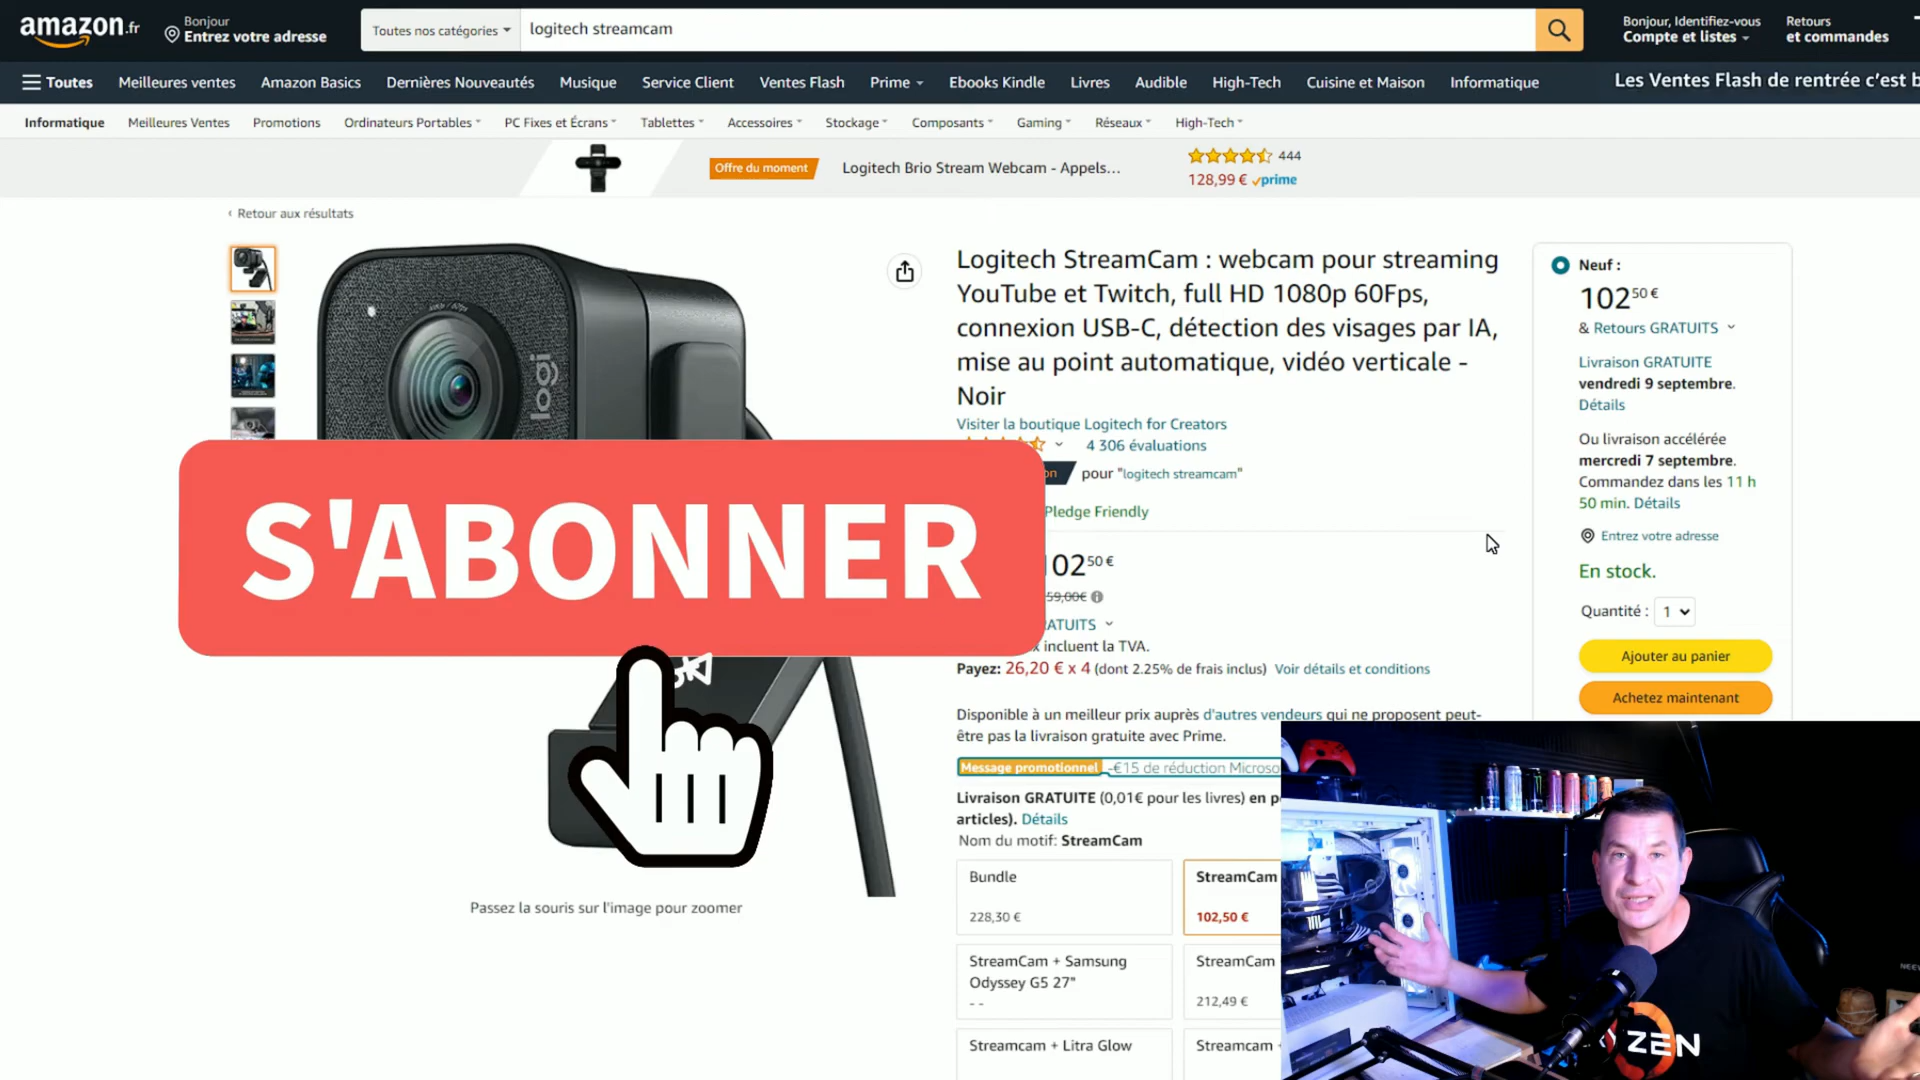 amazon.fr
Bonjour
Entrez votre adresse
Toutes nos catégories
logitech streamcam
Bonjour, Identifiez-vous
Compte et listes
Retours
et commandes
Toutes
Meilleures ventes
Amazon Basics
Dernières Nouveautés
Musique
Service Client
Ventes Flash
Prime
Ebooks Kindle
Livres
Audible
High-Tech
Cuisine et Maison
Informatique
Les Ventes Flash de rentrée c'est b
Informatique
Meilleures Ventes
Promotions
Ordinateurs Portables
PC Fixes et Écrans
Tablettes
Accessoires
Stockage
Composants
Gaming
Réseaux
High-Tech
Offre du moment
Logitech Brio Stream Webcam - Appels...
444
128,99 € prime
‹ Retour aux résultats
logi
Logitech StreamCam : webcam pour streaming
YouTube et Twitch, full HD 1080p 60Fps,
connexion USB-C, détection des visages par IA,
mise au point automatique, vidéo verticale -
Noir
Visiter la boutique Logitech for Creators
4 306 évaluations
on pour "logitech streamcam"
Pledge Friendly
102 50 €
59,00€
ATUITS
x incluent la TVA.
Payez: 26,20 € x 4 (dont 2.25% de frais inclus) Voir détails et conditions
Disponible à un meilleur prix auprès d'autres vendeurs qui ne proposent peut-
être pas la livraison gratuite avec Prime.
Message promotionnel -€15 de réduction Microso
Livraison GRATUITE (0,01€ pour les livres) en p
articles). Détails
Nom du motif: StreamCam
Bundle
228,30 €
StreamCam
102,50 €
StreamCam + Samsung
Odyssey G5 27"
- -
StreamCam
212,49 €
Streamcam + Litra Glow
Streamcam +
S'ABONNER
Passez la souris sur l'image pour zoomer
Neuf :
102 50 €
& Retours GRATUITS
Livraison GRATUITE
vendredi 9 septembre.
Détails
Ou livraison accélérée
mercredi 7 septembre.
Commandez dans les 11 h
50 min. Détails
Entrez votre adresse
En stock.
Quantité : 1
Ajouter au panier
Achetez maintenant
ZEN